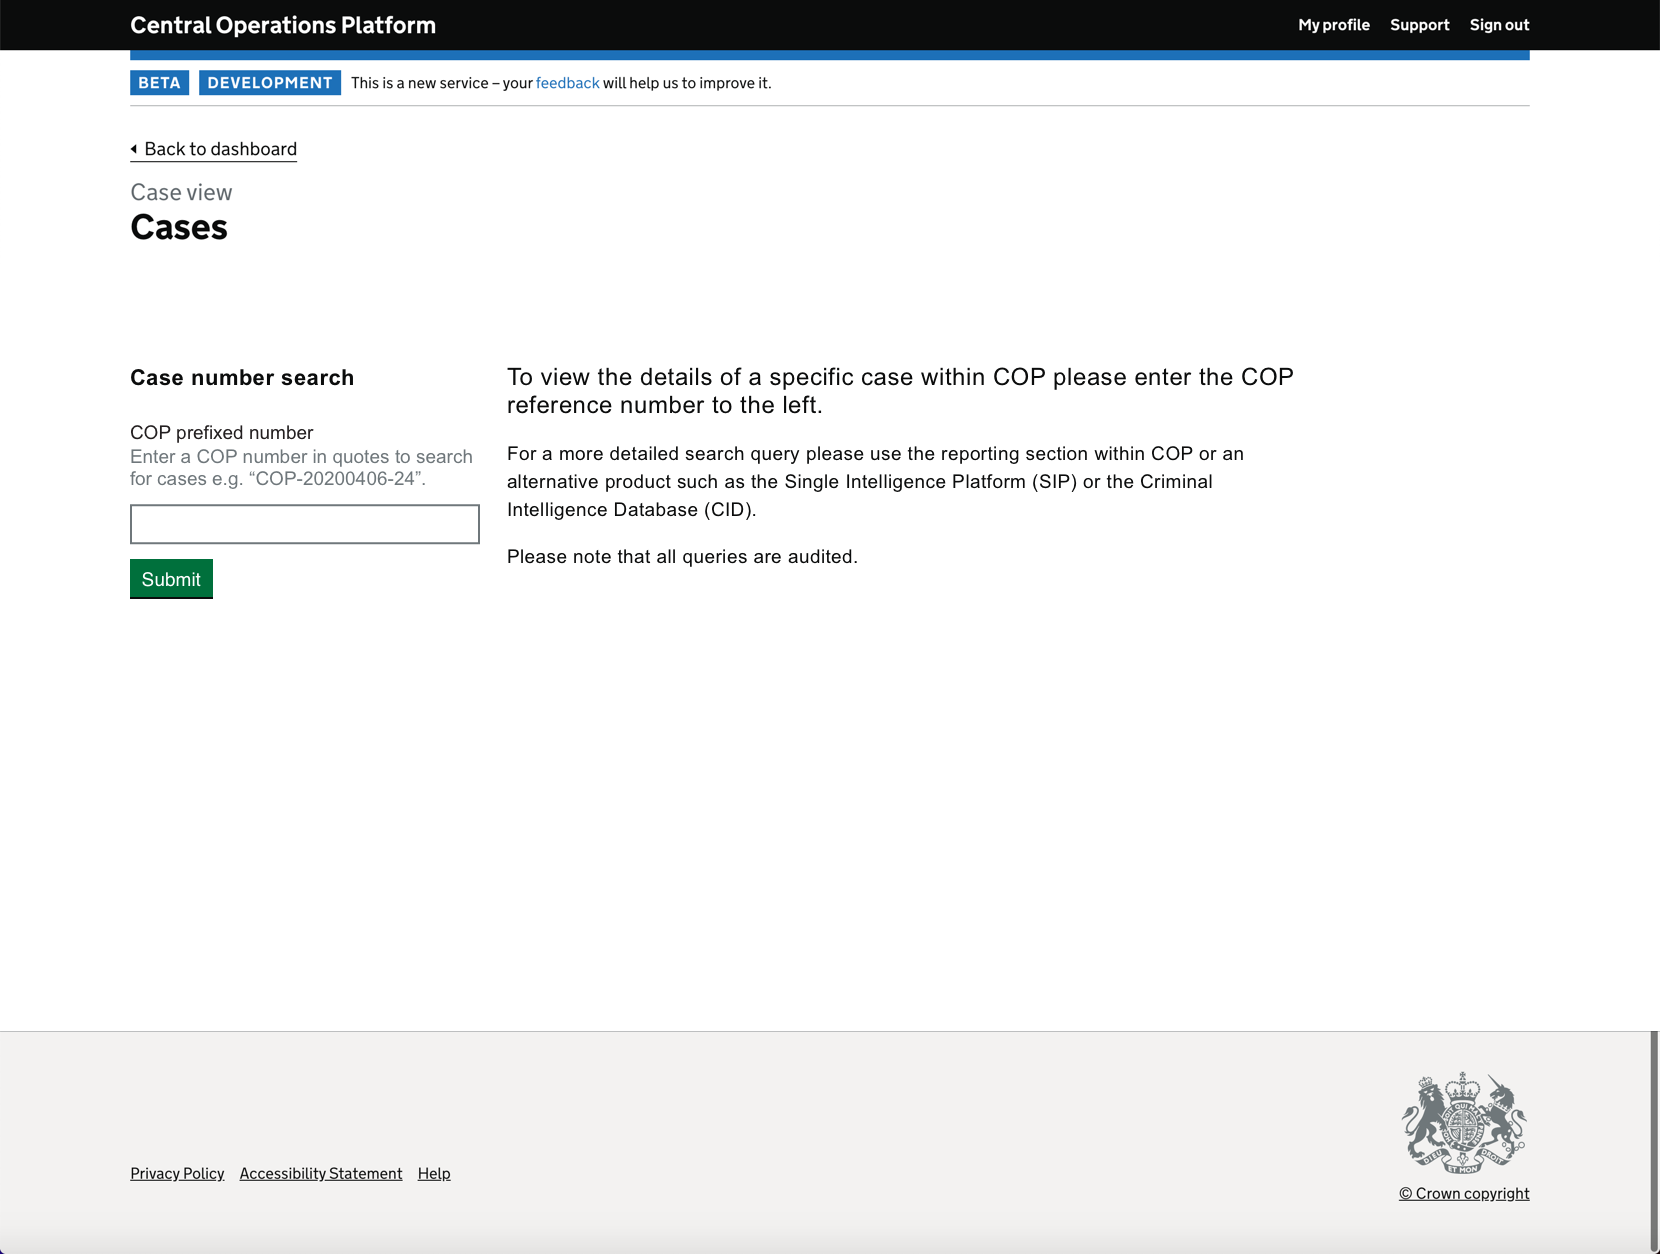 Central Operations Platform
My profile Support Sign out
BETA DEVELOPMENT This is a new service – your feedback will help us to improve it.
Back to dashboard
Case view
Cases
Case number search
COP prefixed number
Enter a COP number in quotes to search
for cases e.g. “COP-20200406-24”.
Submit
To view the details of a specific case within COP please enter the COP
reference number to the left.
For a more detailed search query please use the reporting section within COP or an
alternative product such as the Single Intelligence Platform (SIP) or the Criminal
Intelligence Database (CID).
Please note that all queries are audited.
Privacy Policy Accessibility Statement Help
DIEU ET MON DROIT
© Crown copyright